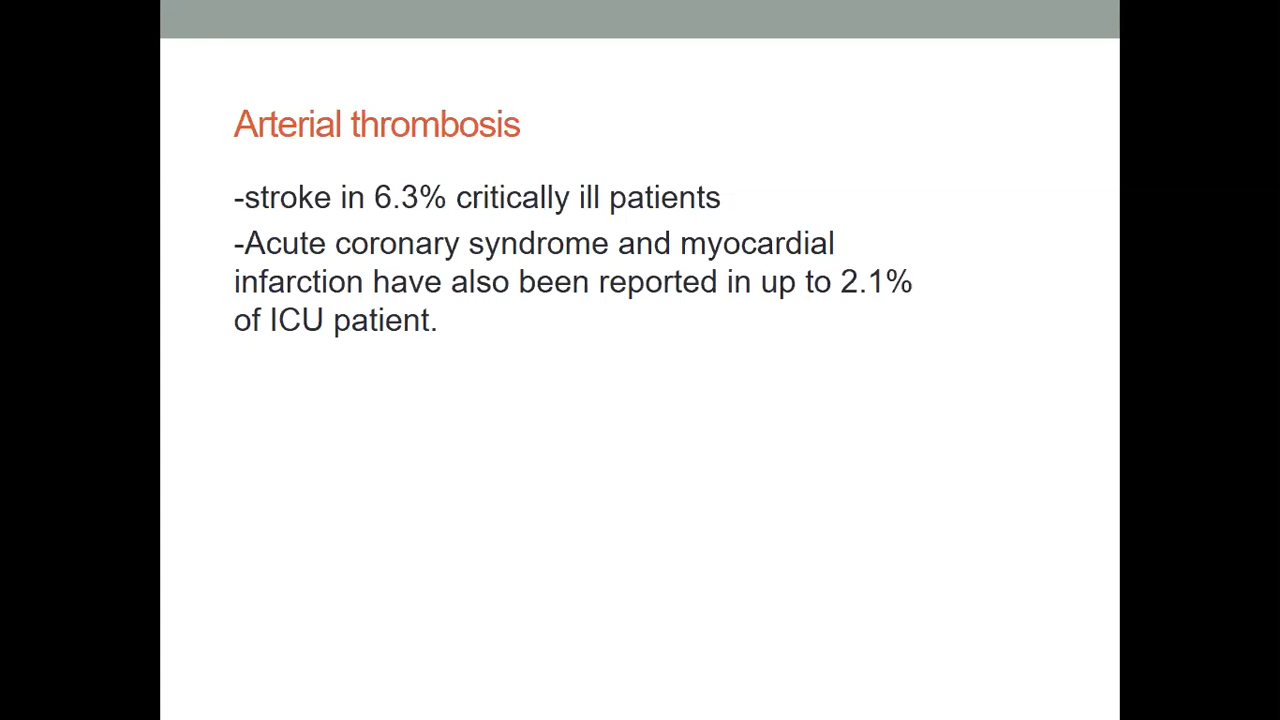 Arterial thrombosis
-stroke in 6.3% critically ill patients
-Acute coronary syndrome and myocardial
infarction have also been reported in up to 2.1%
of ICU patient.